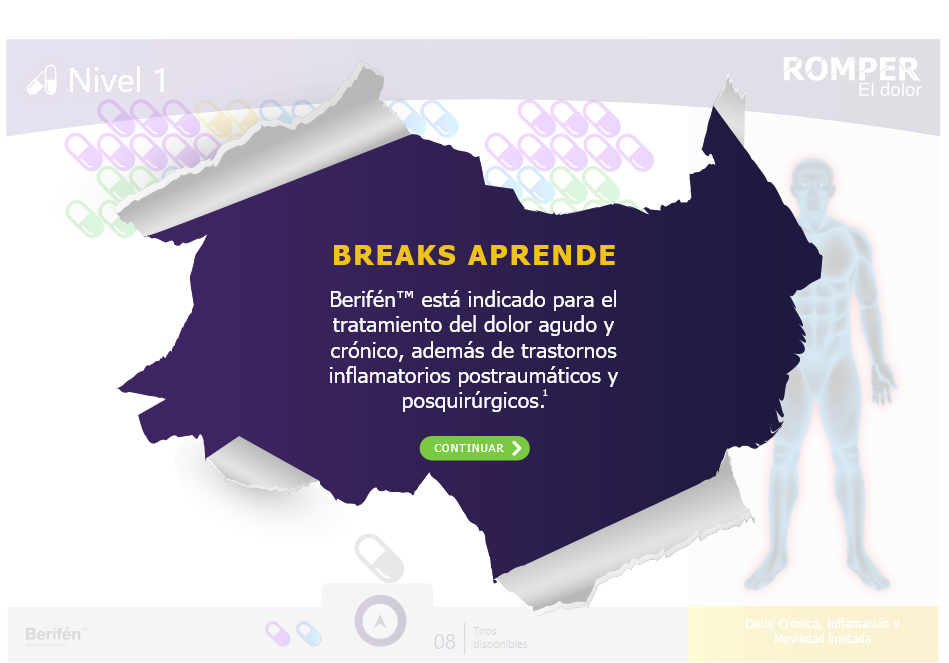 Nivel 1
ROMPER
El dolor
BREAKS APRENDE
Berifén™ está indicado para el
tratamiento del dolor agudo y
crónico, además de trastornos
inflamatorios postraumáticos y
posquirúrgicos.¹
CONTINUAR
Berifén™
08
Tiros
disponibles
Dolor Crónico, Inflamación y
Movilidad limitada